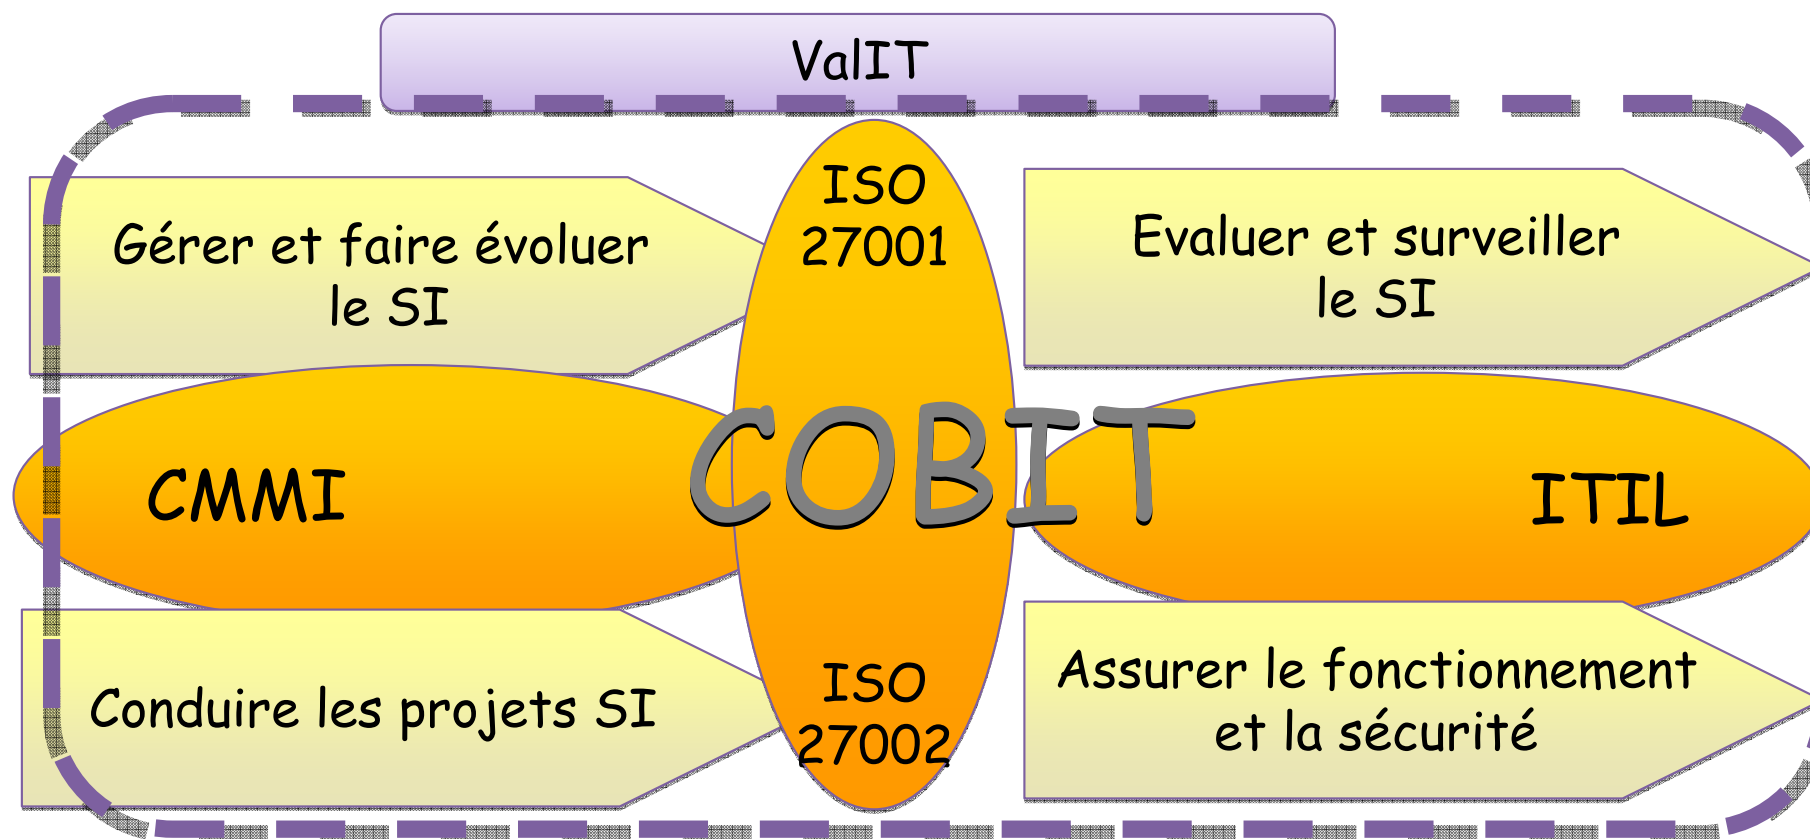 ValIT
ISO
27001
Gérer et faire évoluer
le SI
Evaluer et surveiller
le SI
CMMI
COBIT
ITIL
Conduire les projets SI
ISO
27002
Assurer le fonctionnement
et la sécurité